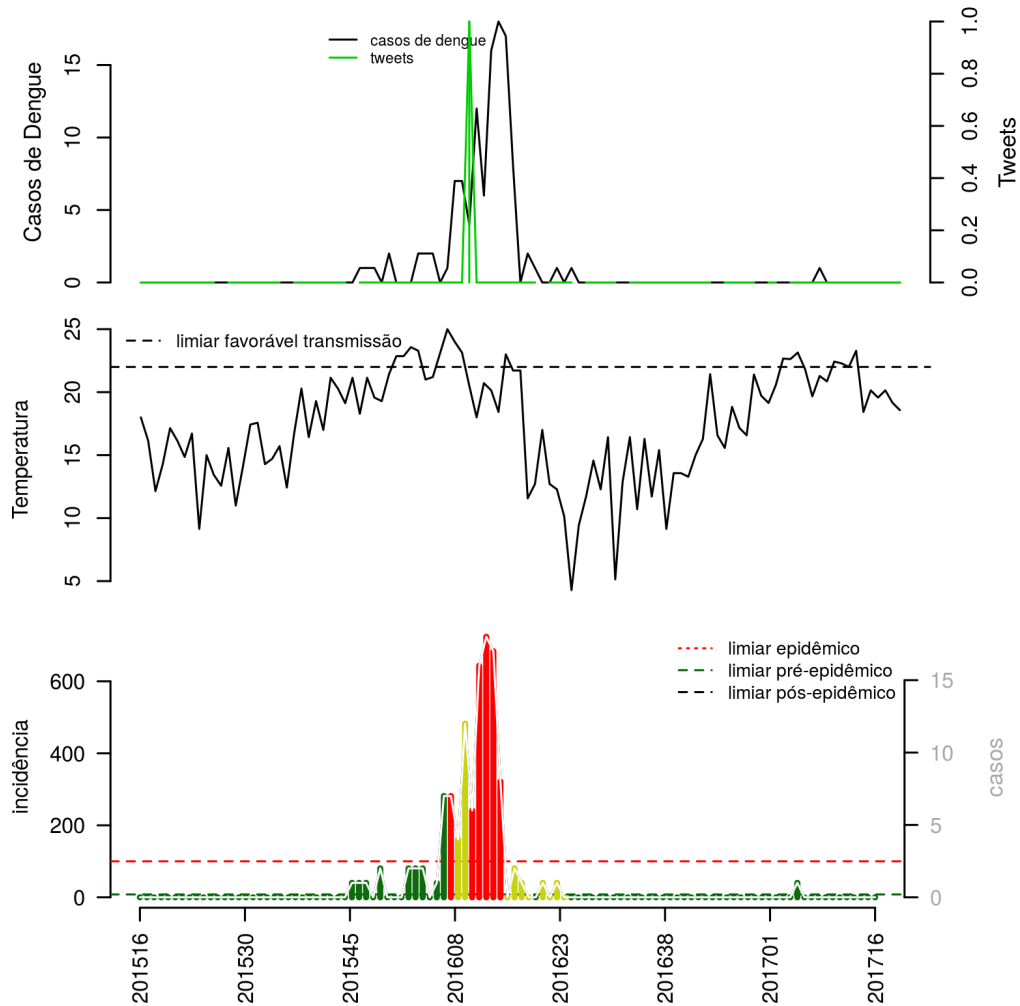 casos de dengue
tweets
Casos de Dengue
0
5
10
15
Tweets
0.0
0.2
0.4
0.6
0.8
1.0
limiar favorável transmissão
Temperatura
5
10
15
20
25
limiar epidêmico
limiar pré-epidêmico
limiar pós-epidêmico
incidência
0
200
400
600
casos
0
5
10
15
201516
201530
201545
201608
201623
201638
201701
201716